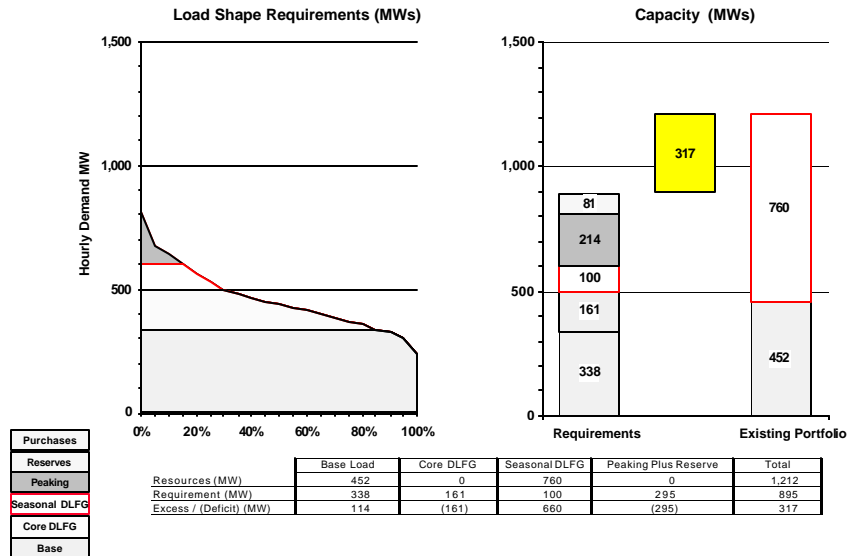 Load Shape Requirements (MWs)
Hourly Demand MW
1,500
1,000
500
0
0% 20% 40% 60% 80% 100%
Capacity (MWs)
1,500
1,000
500
0
81
214
100
161
338
317
760
452
Requirements Existing Portfolio
Purchases
Reserves
Peaking
Seasonal DLFG
Core DLFG
Base
Base Load Core DLFG Seasonal DLFG Peaking Plus Reserve Total
Resources (MW) 452 0 760 0 1,212
Requirement (MW) 338 161 100 295 895
Excess / (Deficit) (MW) 114 (161) 660 (295) 317